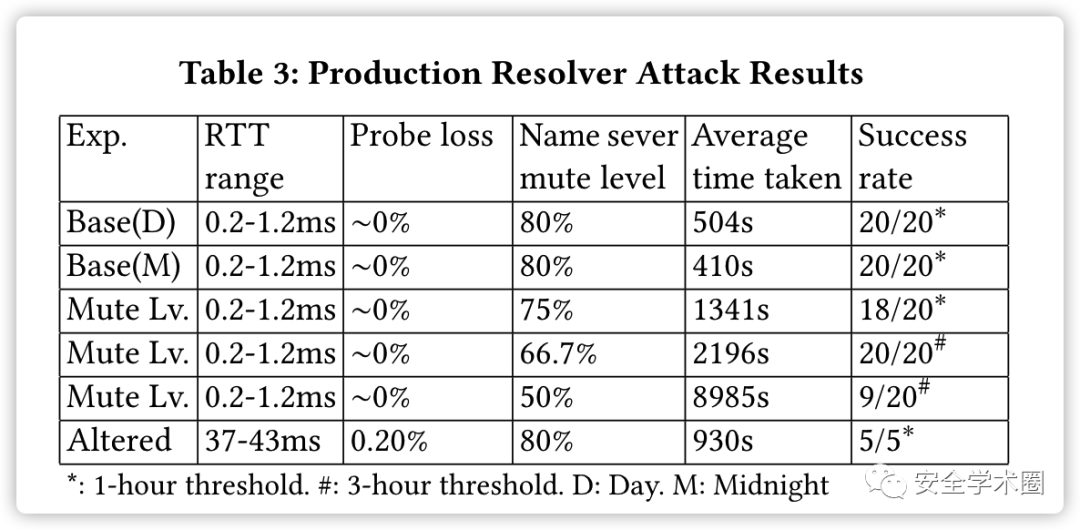 Table 3: Production Resolver Attack Results
Exp. RTT range Probe loss Name sever mute level Average time taken Success rate
Base(D) 0.2-1.2ms ~0% 80% 504s 20/20*
Base(M) 0.2-1.2ms ~0% 80% 410s 20/20*
Mute Lv. 0.2-1.2ms ~0% 75% 1341s 18/20*
Mute Lv. 0.2-1.2ms ~0% 66.7% 2196s 20/20#
Mute Lv. 0.2-1.2ms ~0% 50% 8985s 9/20#
Altered 37-43ms 0.20% 80% 930s 5/5*
*: 1-hour threshold. #: 3-hour threshold. D: Day. M: Midnight
安全学术圈